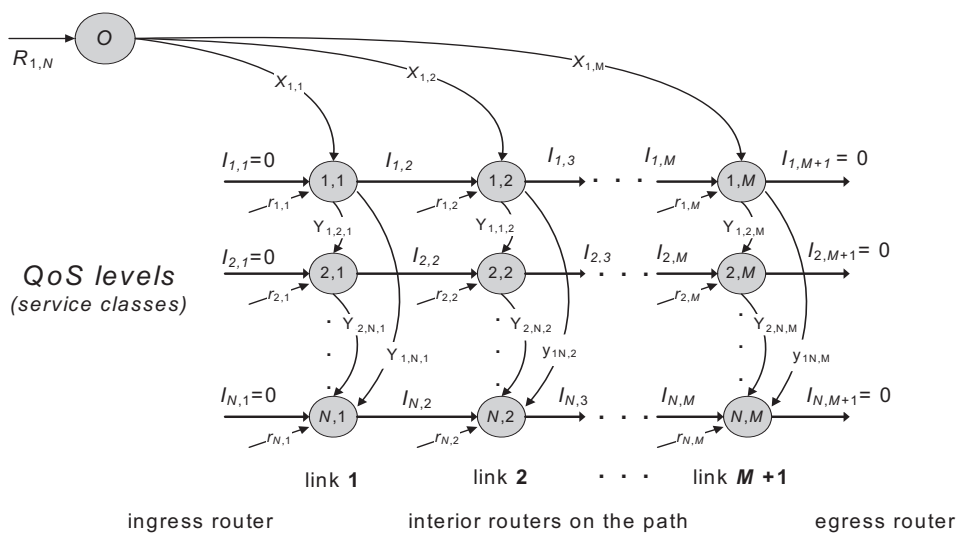 O
R1,N
X1,1
X1,2
X1,M
I1,1=0
I1,2
I1,3
I1,M
I1,M+1 = 0
1,1
1,2
· · ·
1,M
r1,1
r1,2
r1,M
Y1,2,1
Y1,1,2
Y1,2,M
I2,1=0
I2,2
I2,3
I2,M
I2,M+1 = 0
QoS levels
(service classes)
2,1
2,2
· · ·
2,M
r2,1
r2,2
r2,M
Y2,N,1
Y2,N,2
Y2,N,M
Y1,N,1
y1N,2
y1N,M
IN,1=0
IN,2
IN,3
IN,M
IN,M+1 = 0
N,1
N,2
· · ·
N,M
rN,1
rN,2
rN,M
link 1
link 2
· · ·
link M +1
ingress router
interior routers on the path
egress router